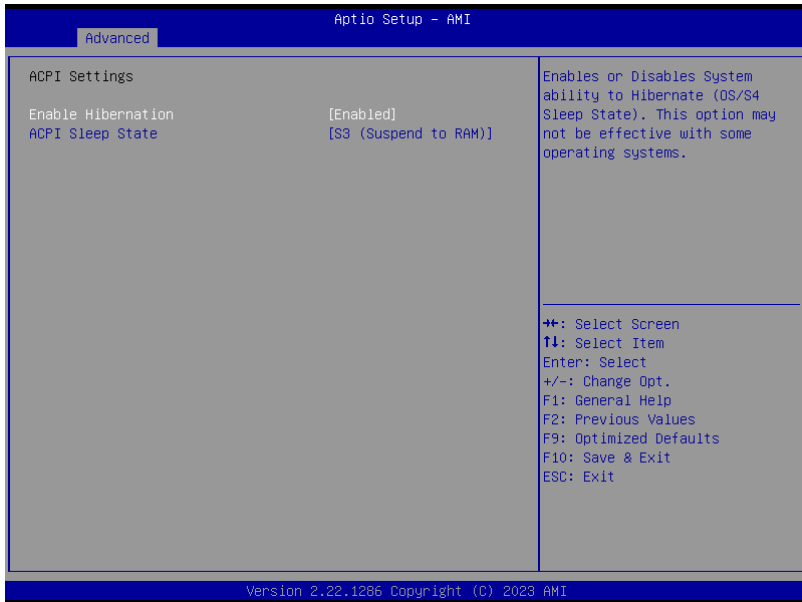 Aptio Setup - AMI
Advanced
ACPI Settings
Enable Hibernation [Enabled]
ACPI Sleep State [S3 (Suspend to RAM)]
Enables or Disables System
ability to Hibernate (OS/S4
Sleep State). This option may
not be effective with some
operating systems.
→←: Select Screen
↑↓: Select Item
Enter: Select
+/-: Change Opt.
F1: General Help
F2: Previous Values
F9: Optimized Defaults
F10: Save & Exit
ESC: Exit
Version 2.22.1286 Copyright (C) 2023 AMI